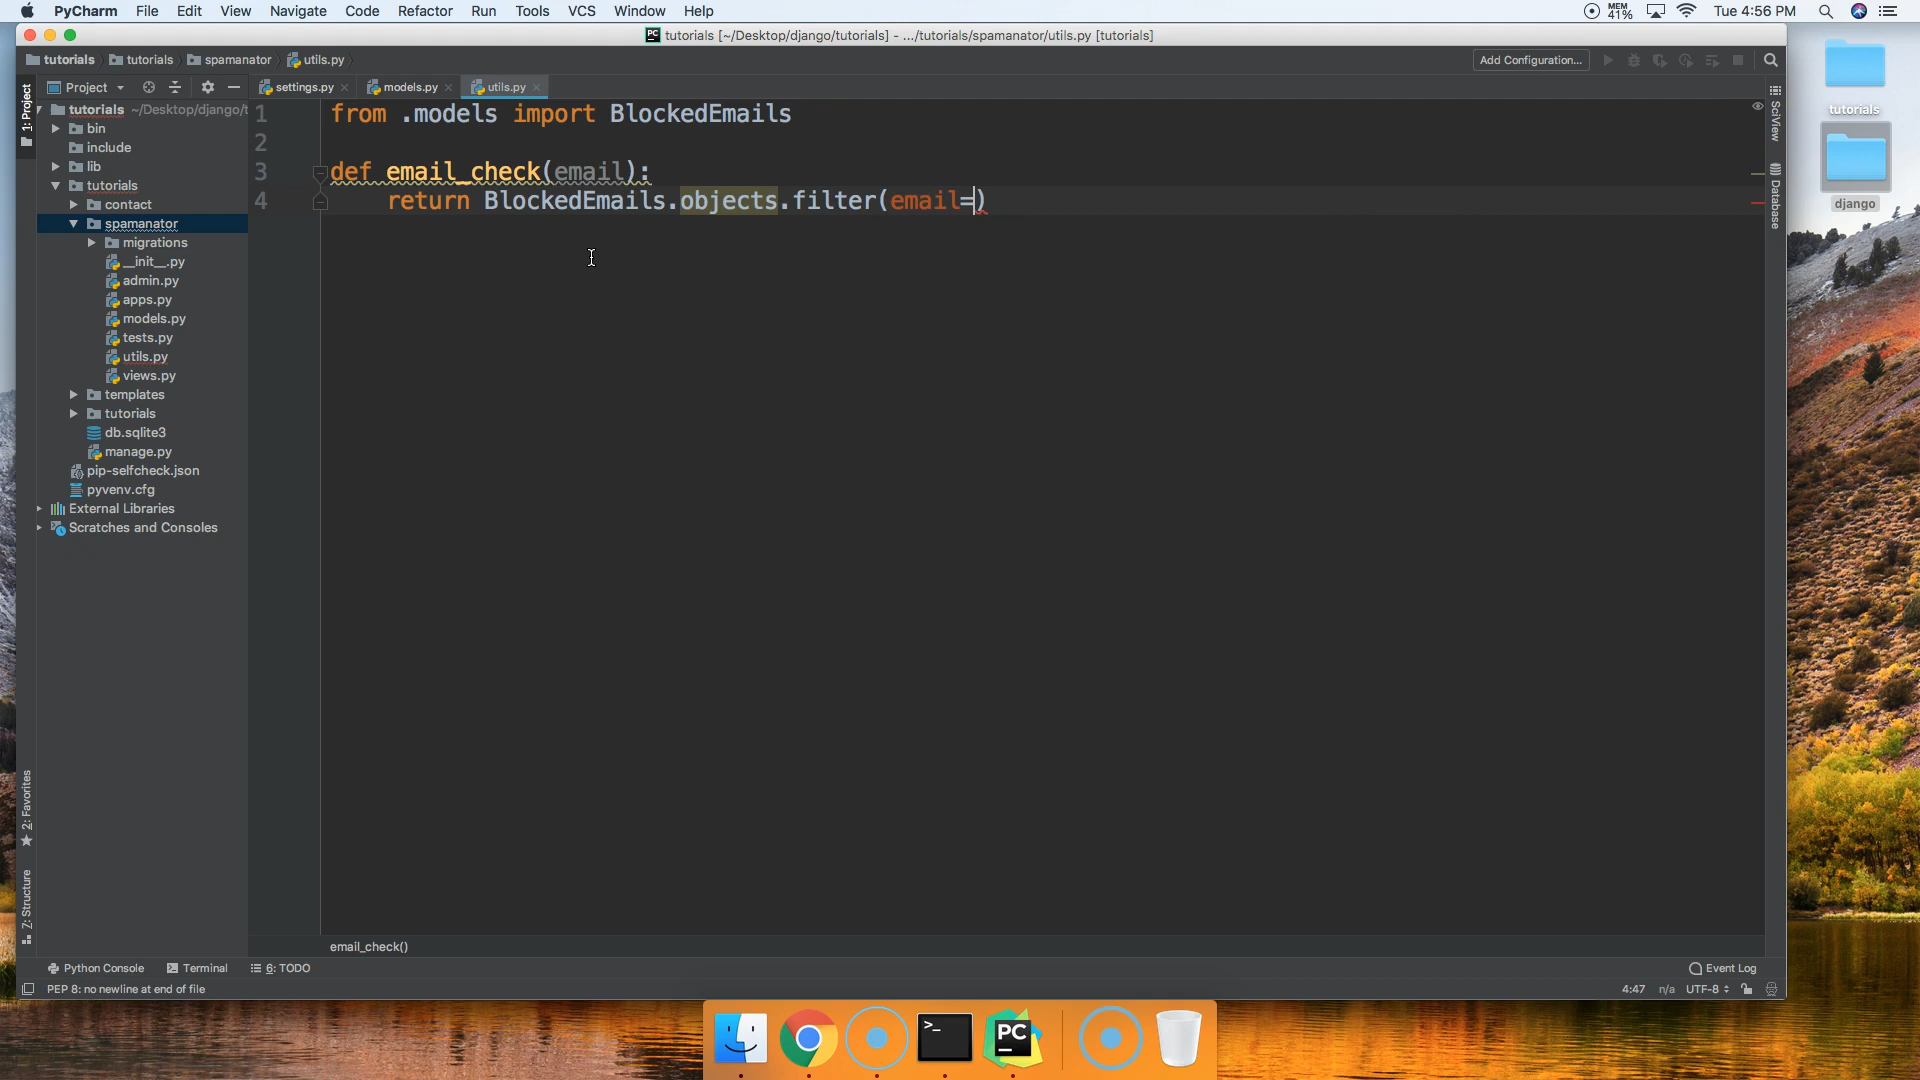 PyCharm File Edit View Navigate Code Refactor Run Tools VCS Window Help
MEM 41% Tue 4:56 PM
tutorials [~/Desktop/django/tutorials] - .../tutorials/spamanator/utils.py [tutorials]
tutorials tutorials spamanator utils.py
Add Configuration...
Project
settings.py models.py utils.py
1: Project
tutorials ~/Desktop/django/t
bin
include
lib
tutorials
contact
spamanator
migrations
__init__.py
admin.py
apps.py
models.py
tests.py
utils.py
views.py
templates
tutorials
db.sqlite3
manage.py
pip-selfcheck.json
pyvenv.cfg
External Libraries
Scratches and Consoles
1 from .models import BlockedEmails
2
3 def email_check(email):
4 return BlockedEmails.objects.filter(email=)
SciView
Database
tutorials
django
2: Favorites
7: Structure
email_check()
Python Console Terminal 6: TODO
Event Log
PEP 8: no newline at end of file
4:47 n/a UTF-8
>_
PC